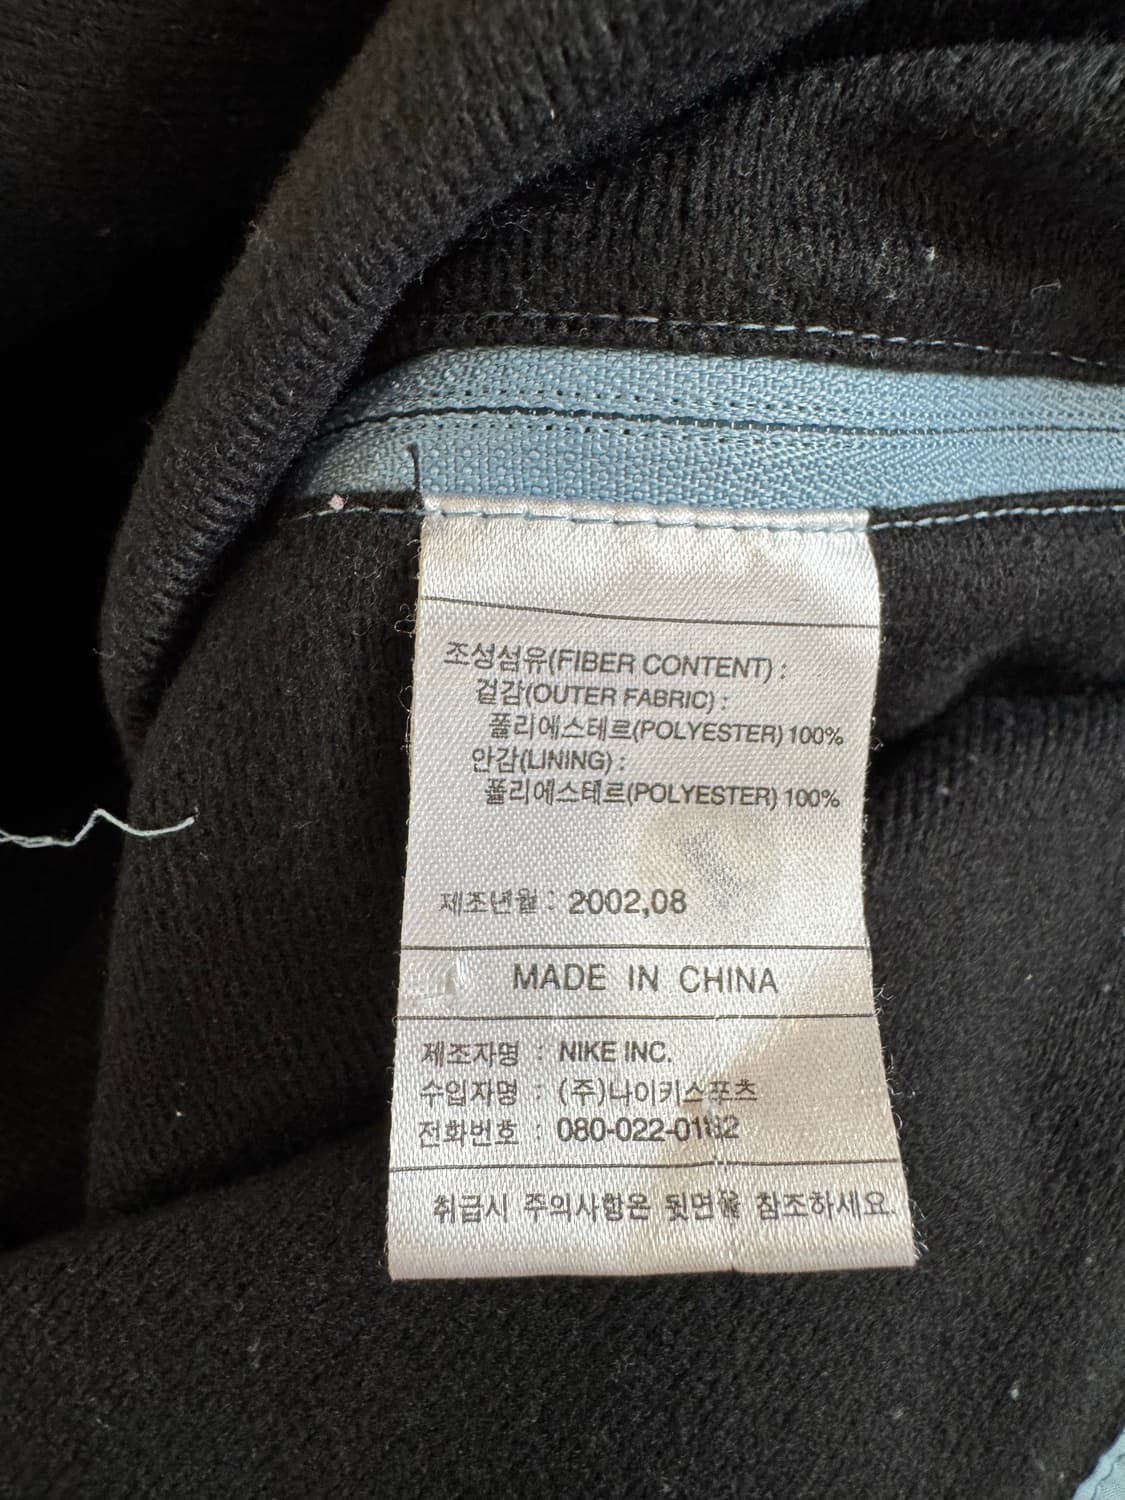 조성섬유(FIBER CONTENT) :
겉감(OUTER FABRIC) :
폴리에스테르(POLYESTER) 100%
안감(LINING) :
폴리에스테르(POLYESTER) 100%
제조년월 : 2002,08
MADE IN CHINA
제조자명 : NIKE INC.
수입자명 : (주)나이키스포츠
전화번호 : 080-022-0182
취급시 주의사항은 뒷면을 참조하세요.